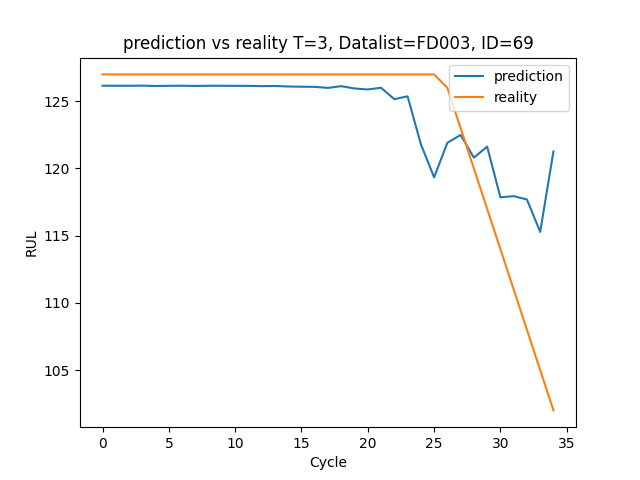 prediction vs reality T=3, Datalist=FD003, ID=69
prediction
reality
RUL
125
120
115
110
105
0 5 10 15 20 25 30 35
Cycle